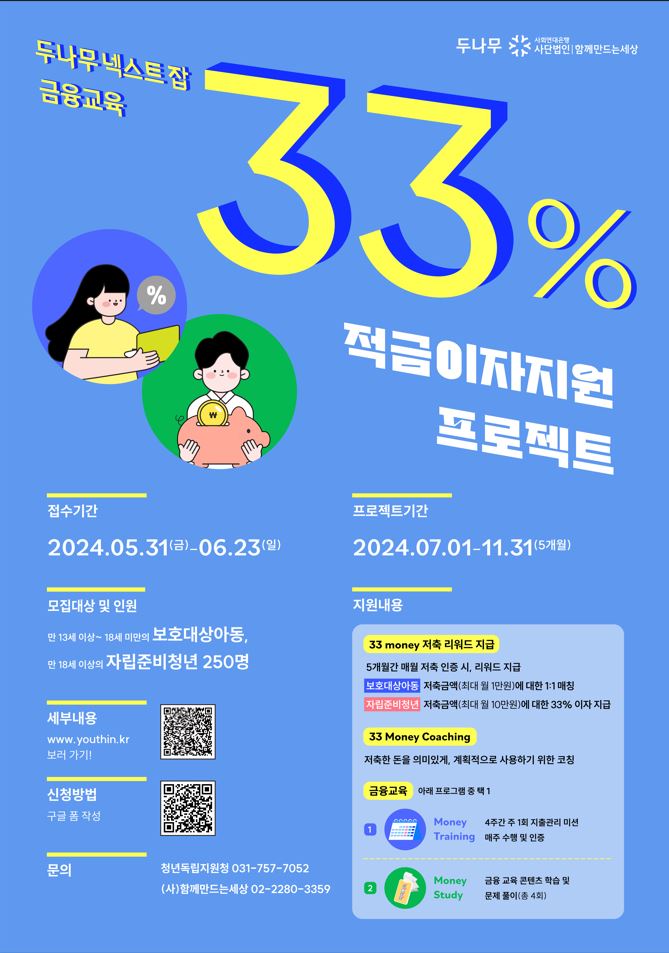 두나무 넥스트 잡
금융교육
두나무 사회연대은행
사단법인|함께만드는세상
33%
적금이자지원
프로젝트
%
₩
접수기간
2024.05.31(금)-06.23(일)
프로젝트기간
2024.07.01-11.31(5개월)
모집대상 및 인원
만 13세 이상~ 18세 미만의 보호대상아동,
만 18세 이상의 자립준비청년 250명
세부내용
www.youthin.kr
보러 가기!
신청방법
구글 폼 작성
문의
청년독립지원청 031-757-7052
(사)함께만드는세상 02-2280-3359
지원내용
33 money 저축 리워드 지급
5개월간 매월 저축 인증 시, 리워드 지급
보호대상아동 저축금액(최대 월 1만원)에 대한 1:1 매칭
자립준비청년 저축금액(최대 월 10만원)에 대한 33% 이자 지급
33 Money Coaching
저축한 돈을 의미있게, 계획적으로 사용하기 위한 코칭
금융교육 아래 프로그램 중 택 1
1 Money Training
4주간 주 1회 지출관리 미션
매주 수행 및 인증
2 Money Study
금융 교육 콘텐츠 학습 및
문제 풀이(총 4회)